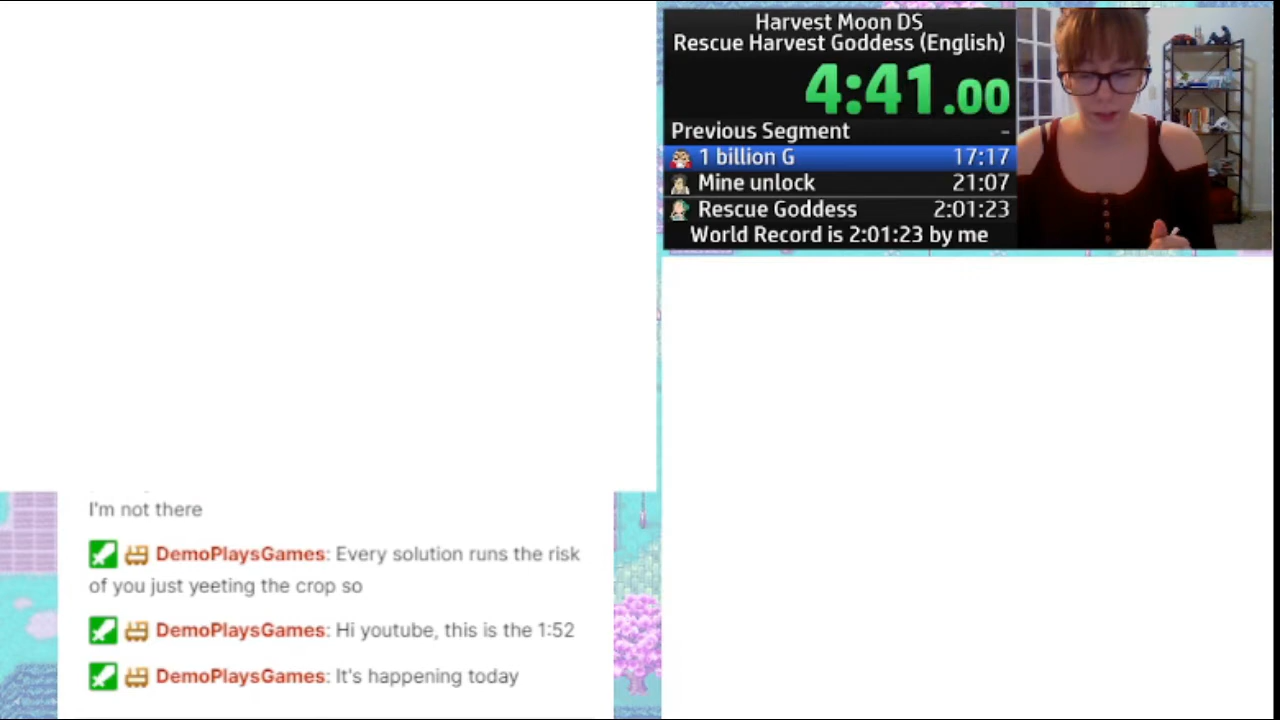 Harvest Moon DS
Rescue Harvest Goddess (English)
4:41.00
Previous Segment -
1 billion G 17:17
Mine unlock 21:07
Rescue Goddess 2:01:23
World Record is 2:01:23 by me
I'm not there
DemoPlaysGames: Every solution runs the risk
of you just yeeting the crop so
DemoPlaysGames: Hi youtube, this is the 1:52
DemoPlaysGames: It's happening today